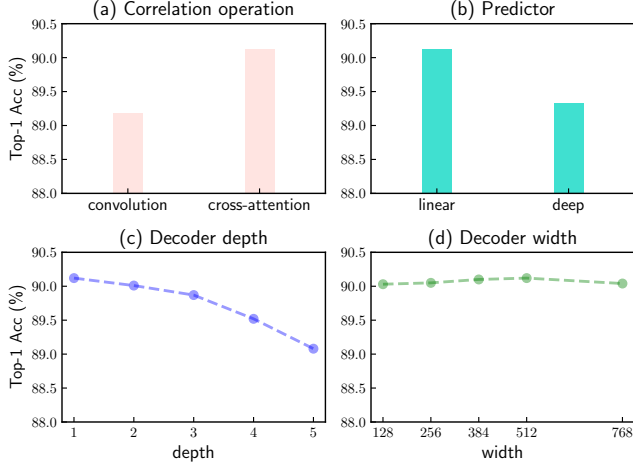 (a) Correlation operation
Top-1 Acc (%)
90.5
90.0
89.5
89.0
88.5
88.0
convolution cross-attention
(b) Predictor
90.5
90.0
89.5
89.0
88.5
88.0
linear deep
(c) Decoder depth
Top-1 Acc (%)
90.5
90.0
89.5
89.0
88.5
88.0
1 2 3 4 5
depth
(d) Decoder width
90.5
90.0
89.5
89.0
88.5
88.0
128 256 384 512 768
width